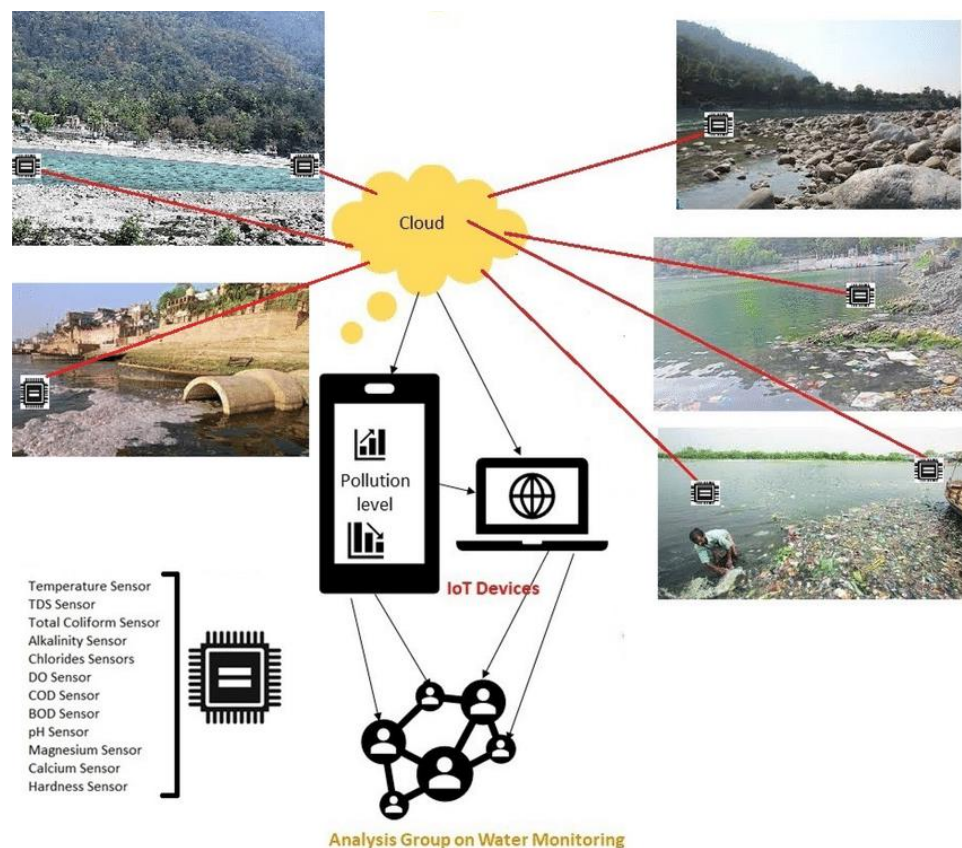 Cloud
Pollution
level
IoT Devices
Temperature Sensor
TDS Sensor
Total Coliform Sensor
Alkalinity Sensor
Chlorides Sensors
DO Sensor
COD Sensor
BOD Sensor
pH Sensor
Magnesium Sensor
Calcium Sensor
Hardness Sensor
Analysis Group on Water Monitoring